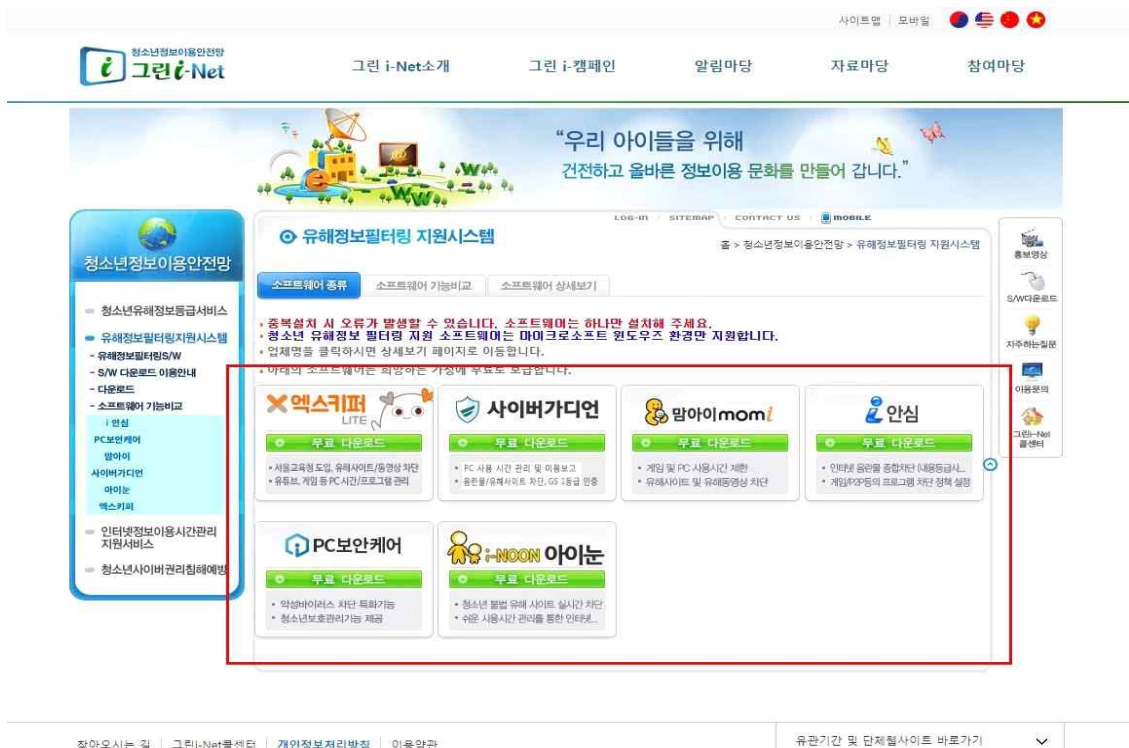 사이트맵 | 모바일
청소년정보이용안전망
그린 i-Net
그린 i-Net소개
그린 i-캠페인
알림마당
자료마당
참여마당
“우리 아이들을 위해
건전하고 올바른 정보이용 문화를 만들어 갑니다.”
LOG-IN / SITEMAP / CONTACT US / MOBILE
청소년정보이용안전망
청소년유해정보등급서비스
유해정보필터링지원시스템
- 유해정보필터링S/W
- S/W 다운로드 이용안내
- 다운로드
- 소프트웨어 기능비교
i 안심
PC보안케어
맘아이
사이버가디언
아이눈
엑스키퍼
인터넷정보이용시간관리
지원서비스
청소년사이버권리침해예방
유해정보필터링 지원시스템
홈 > 청소년정보이용안전망 > 유해정보필터링 지원시스템
소프트웨어 종류
소프트웨어 기능비교
소프트웨어 상세보기
중복설치 시 오류가 발생할 수 있습니다. 소프트웨어는 하나만 설치해 주세요.
청소년 유해정보 필터링 지원 소프트웨어는 마이크로소프트 윈도우즈 환경만 지원합니다.
업체명을 클릭하시면 상세보기 페이지로 이동합니다.
아래의 소프트웨어는 희망하는 가정에 무료로 보급합니다.
엑스키퍼
LITE
무료 다운로드
서울교육청 도입, 유해사이트/동영상 차단
유튜브, 게임 등 PC 시간/프로그램 관리
사이버가디언
무료 다운로드
PC 사용 시간 관리 및 이용보고
음란물/유해사이트 차단, GS 1등급 인증
맘아이 momi
무료 다운로드
게임 및 PC 사용시간 제한
유해사이트 및 유해동영상 차단
i 안심
무료 다운로드
인터넷 음란물 종합차단 (내용등급사...
게임/P2P등의 프로그램 차단 정책 설정
PC보안케어
무료 다운로드
악성바이러스 차단 특화기능
청소년보호관리기능 제공
i-NOON 아이눈
무료 다운로드
청소년 불법 유해 사이트 실시간 차단
쉬운 사용시간 관리를 통한 인터넷...
홍보영상
S/W다운로드
자주하는질문
이용문의
그린i-Net
콜센터
찾아오시는 길 | 그린i-Net콜센터 | 개인정보처리방침 | 이용약관
유관기관 및 단체웹사이트 바로가기